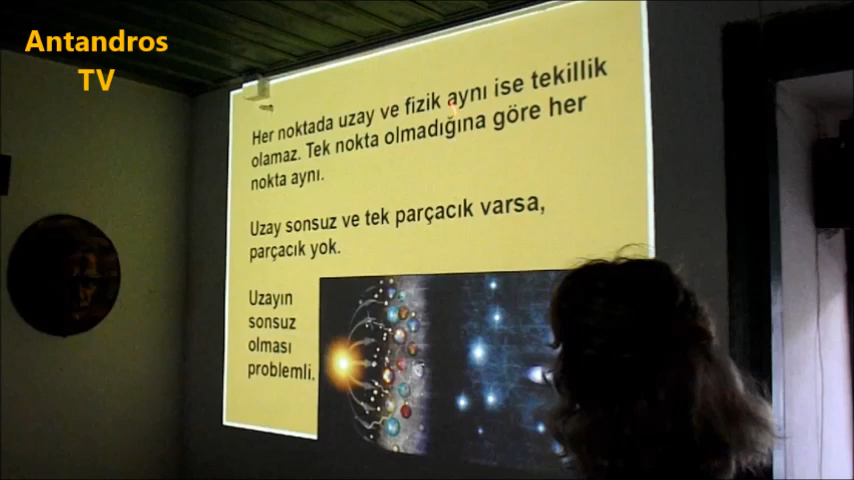 Antandros
TV
Her noktada uzay ve fizik aynı ise tekillik
olamaz. Tek nokta olmadığına göre her
nokta aynı.
Uzay sonsuz ve tek parçacık varsa,
parçacık yok.
Uzayın
sonsuz
olması
problemli.